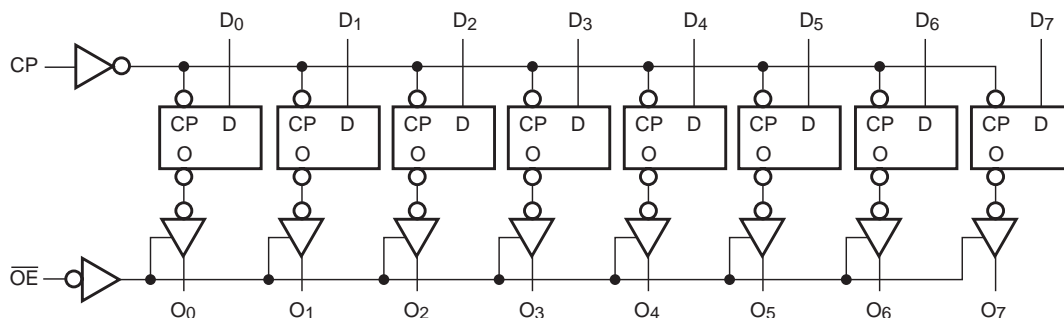 D0 D1 D2 D3 D4 D5 D6 D7
CP
CP D CP D CP D CP D CP D CP D CP D CP D
O O O O O O O O
OE
O0 O1 O2 O3 O4 O5 O6 O7